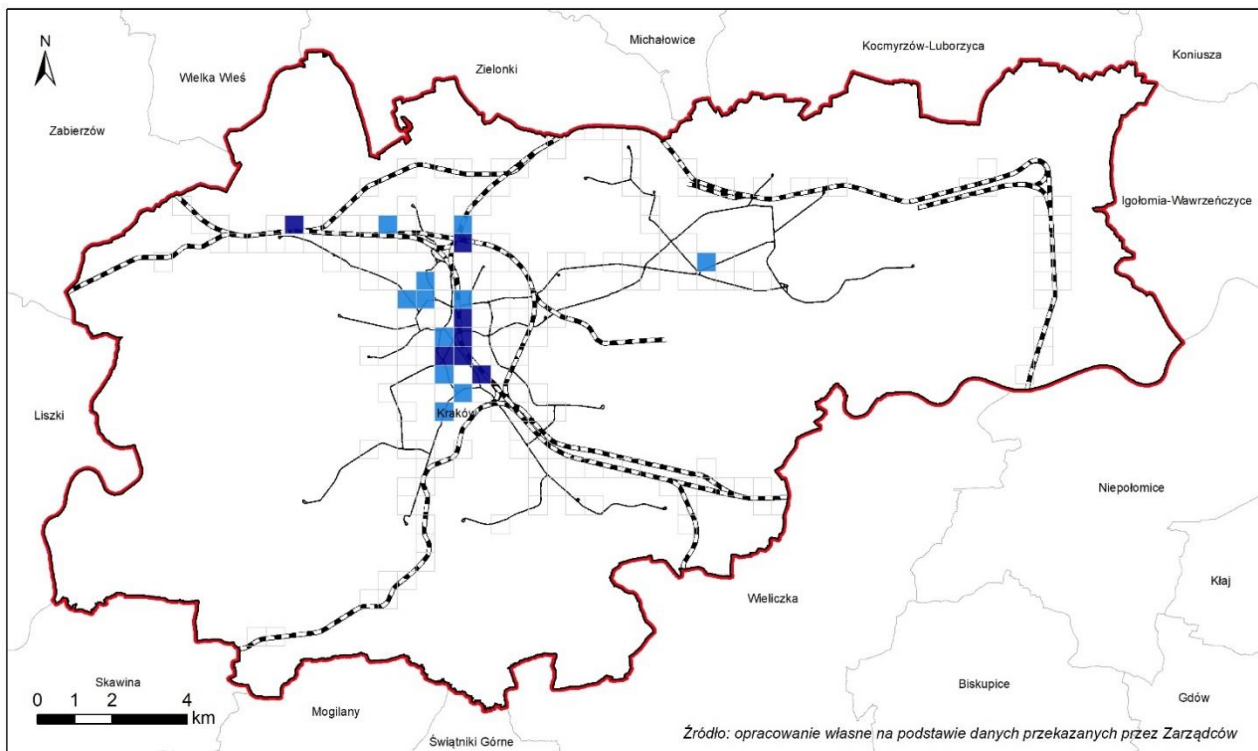 N
Michałowice
Kocmyrzów-Luborzyca
Koniusza
Zielonki
Wielka Wieś
Zabierzów
Igołomia-Wawrzeńczyce
Liszki
Kraków
Niepołomice
Kłaj
Wieliczka
Skawina
Biskupice
Gdów
0 1 2 4
km
Mogilany
Świątniki Górne
Źródło: opracowanie własne na podstawie danych przekazanych przez Zarządców